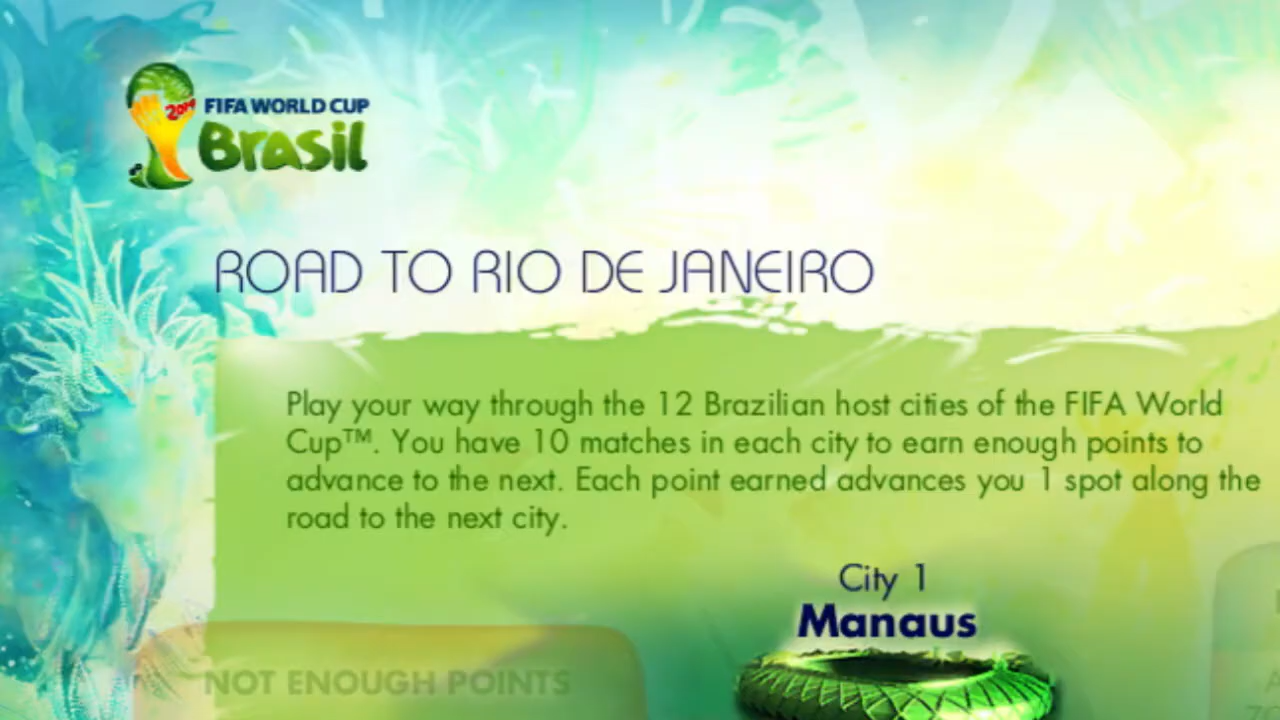 2014
FIFA WORLD CUP
Brasil
ROAD TO RIO DE JANEIRO
Play your way through the 12 Brazilian host cities of the FIFA World
Cup™. You have 10 matches in each city to earn enough points to
advance to the next. Each point earned advances you 1 spot along the
road to the next city.
City 1
Manaus
NOT ENOUGH POINTS